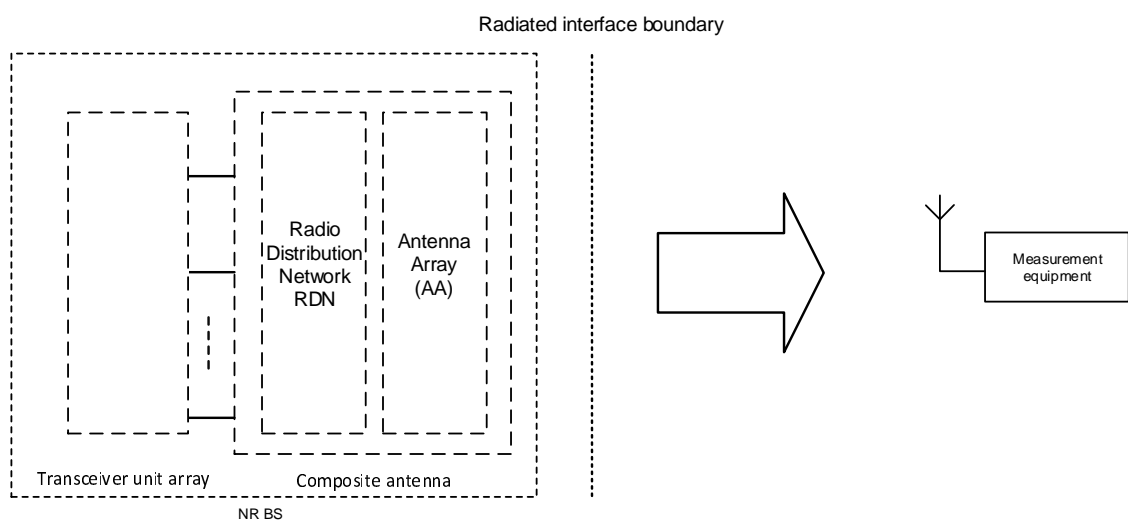 Radiated interface boundary
Radio
Distribution
Network
RDN
Antenna
Array
(AA)
Measurement
equipment
Transceiver unit array
Composite antenna
NR BS